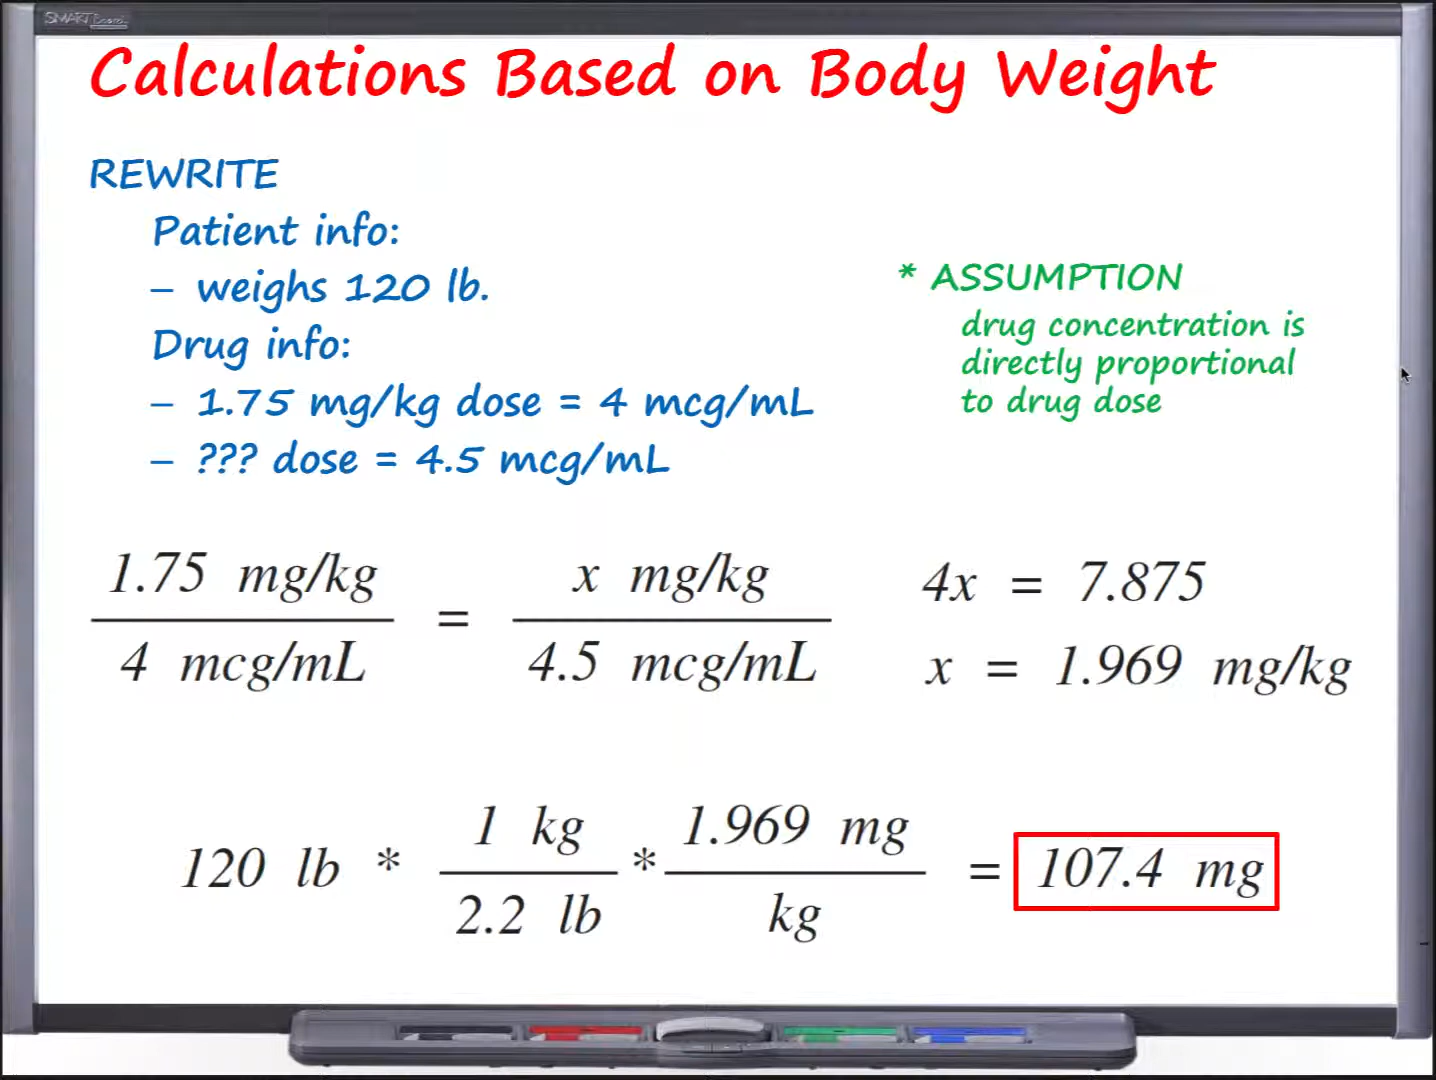 SMART Board
Calculations Based on Body Weight
REWRITE
Patient info:
– weighs 120 lb.
Drug info:
– 1.75 mg/kg dose = 4 mcg/mL
– ??? dose = 4.5 mcg/mL
* ASSUMPTION
drug concentration is
directly proportional
to drug dose
1.75 mg/kg
4 mcg/mL
=
x mg/kg
4.5 mcg/mL
4x = 7.875
x = 1.969 mg/kg
120 lb *
1 kg
2.2 lb
*
1.969 mg
kg
= 107.4 mg